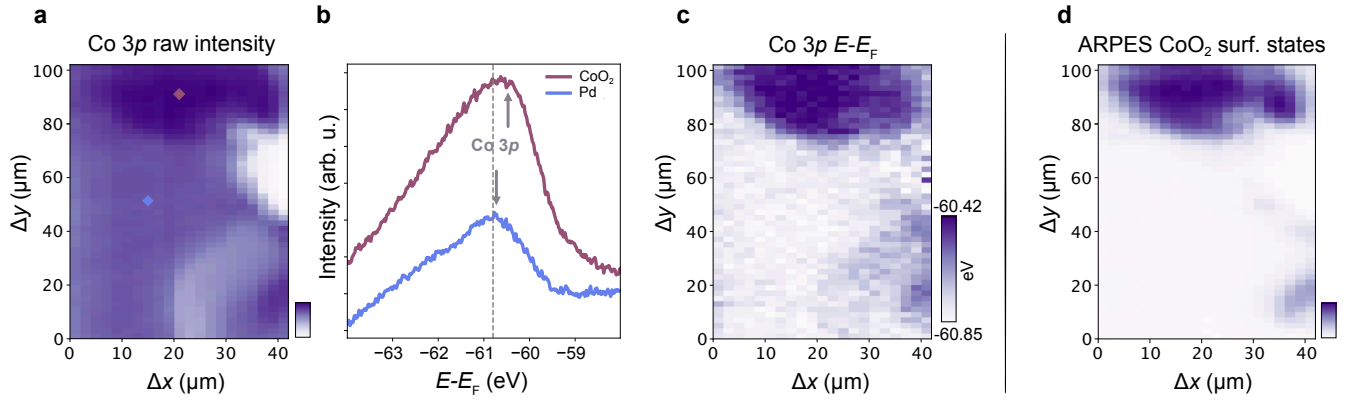 a
Co 3p raw intensity
100
80
60
40
20
0
0
10
20
30
40
Δy (μm)
Δx (μm)
b
CoO₂
Pd
Co 3p
Intensity (arb. u.)
−63
−62
−61
−60
−59
E-E_F (eV)
c
Co 3p E-E_F
100
80
60
40
20
0
0
10
20
30
40
Δy (μm)
Δx (μm)
-60.42
eV
-60.85
d
ARPES CoO₂ surf. states
100
80
60
40
20
0
0
10
20
30
40
Δy (μm)
Δx (μm)